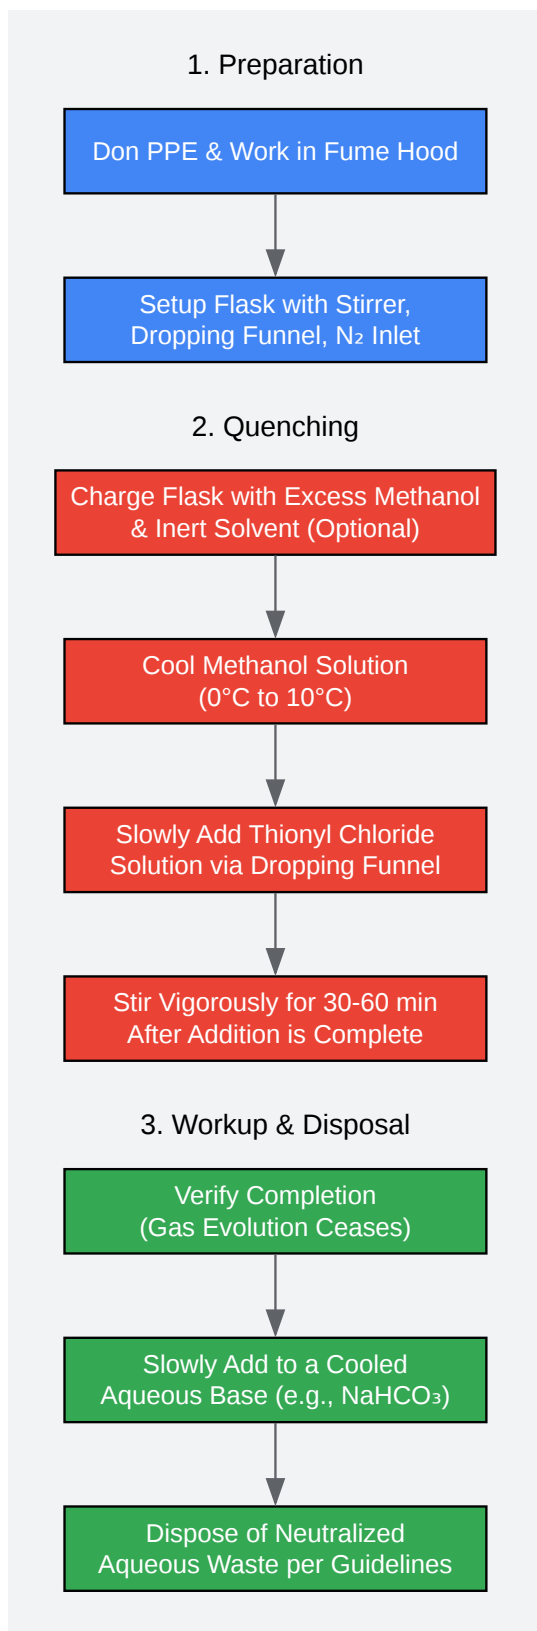 1. Preparation
Don PPE & Work in Fume Hood
Setup Flask with Stirrer,
Dropping Funnel, N₂ Inlet
2. Quenching
Charge Flask with Excess Methanol
& Inert Solvent (Optional)
Cool Methanol Solution
(0°C to 10°C)
Slowly Add Thionyl Chloride
Solution via Dropping Funnel
Stir Vigorously for 30-60 min
After Addition is Complete
3. Workup & Disposal
Verify Completion
(Gas Evolution Ceases)
Slowly Add to a Cooled
Aqueous Base (e.g., NaHCO₃)
Dispose of Neutralized
Aqueous Waste per Guidelines